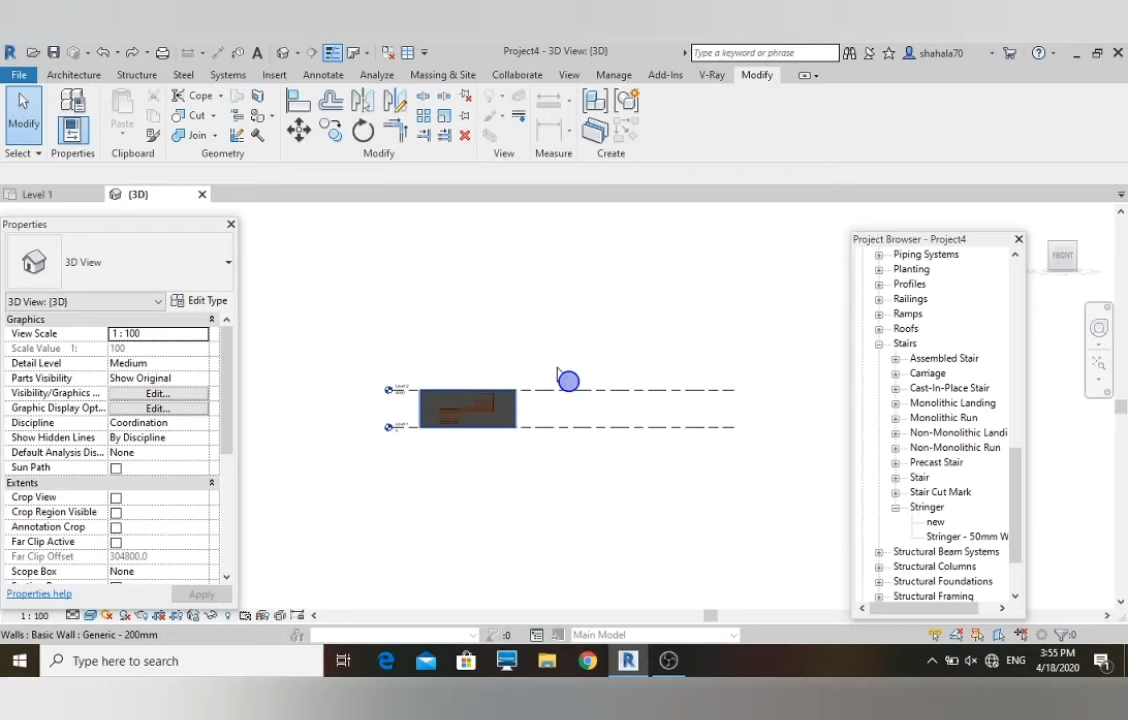 Project4 - 3D View: {3D}
Type a keyword or phrase
shahala70
File Architecture Structure Steel Systems Insert Annotate Analyze Massing & Site Collaborate View Manage Add-Ins V-Ray Modify
Modify
Paste
Cope
Cut
Join
Select Properties Clipboard Geometry Modify View Measure Create
Level 1
{3D}
Properties
3D View
3D View: {3D}
Edit Type
Graphics
View Scale 1 : 100
Scale Value 1: 100
Detail Level Medium
Parts Visibility Show Original
Visibility/Graphics ... Edit...
Graphic Display Opt... Edit...
Discipline Coordination
Show Hidden Lines By Discipline
Default Analysis Dis... None
Sun Path
Extents
Crop View
Crop Region Visible
Annotation Crop
Far Clip Active
Far Clip Offset 304800.0
Scope Box None
Properties help
Apply
Level 2
Level 1
FRONT
Project Browser - Project4
Piping Systems
Planting
Profiles
Railings
Ramps
Roofs
Stairs
Assembled Stair
Carriage
Cast-In-Place Stair
Monolithic Landing
Monolithic Run
Non-Monolithic Landi
Non-Monolithic Run
Precast Stair
Stair
Stair Cut Mark
Stringer
new
Stringer - 50mm W
Structural Beam Systems
Structural Columns
Structural Foundations
Structural Framing
1 : 100
Walls : Basic Wall : Generic - 200mm
:0
Main Model
:0
Type here to search
ENG
3:55 PM
4/18/2020